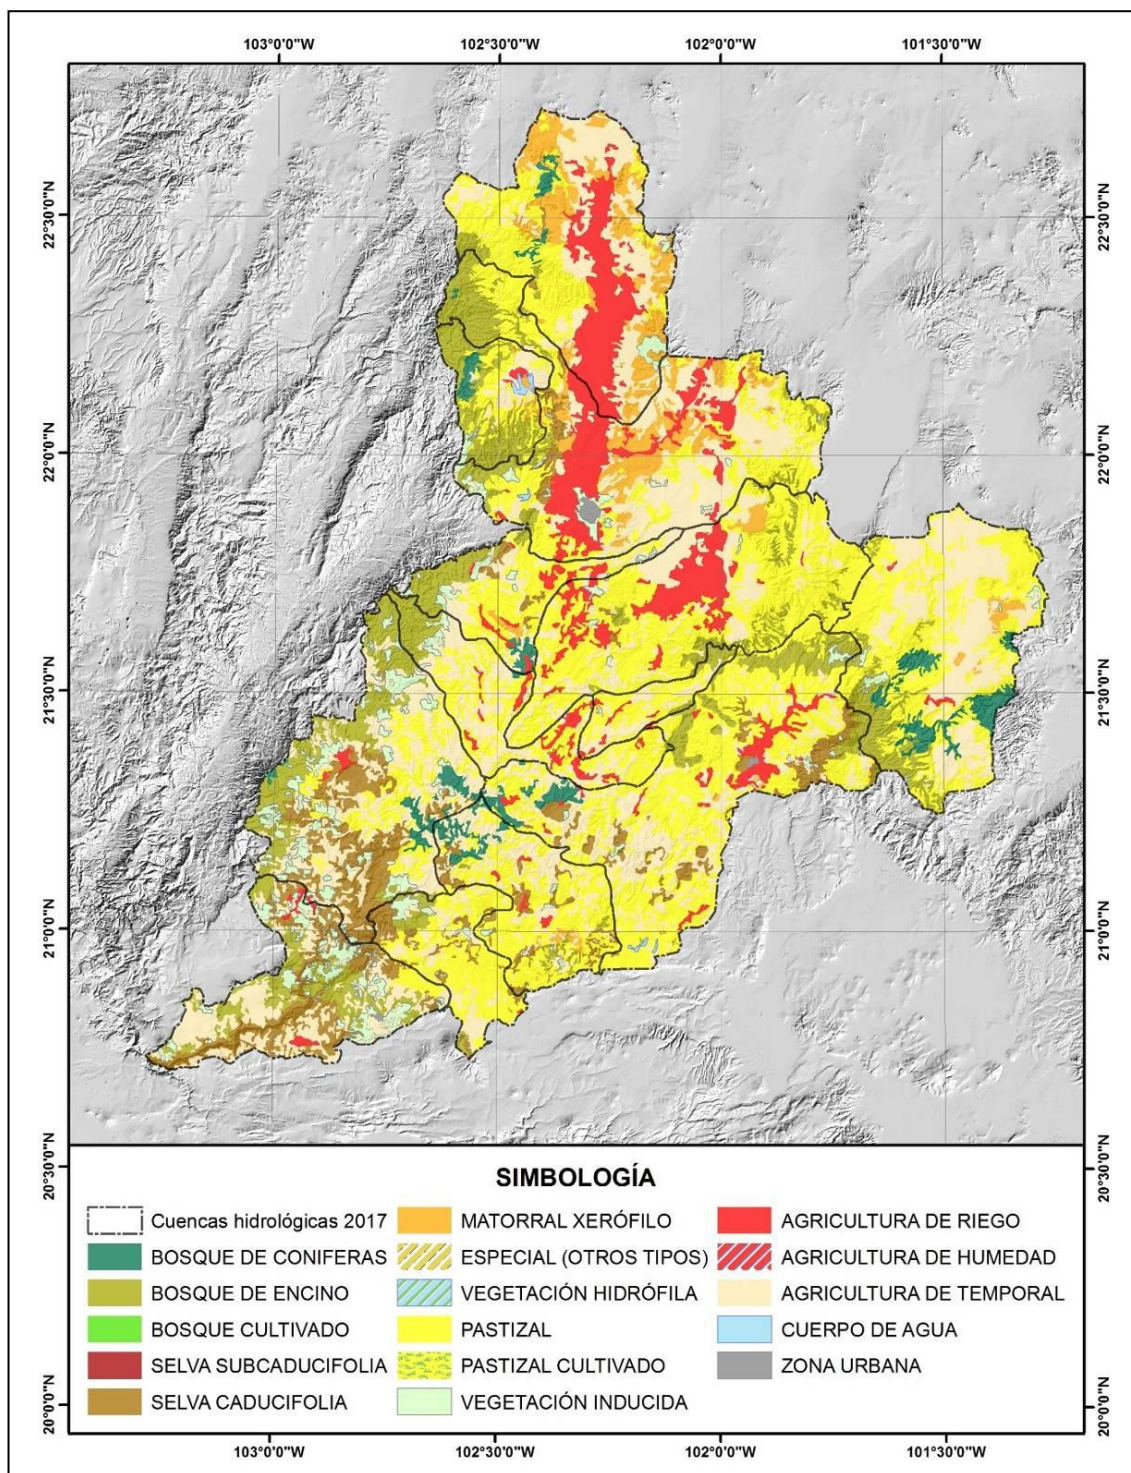 103°0'0"W 102°30'0"W 102°0'0"W 101°30'0"W
22°30'0"N 22°30'0"N
22°0'0"N 22°0'0"N
21°30'0"N 21°30'0"N
21°0'0"N 21°0'0"N
20°30'0"N 20°30'0"N
SIMBOLOGÍA
Cuencas hidrológicas 2017
BOSQUE DE CONIFERAS
BOSQUE DE ENCINO
BOSQUE CULTIVADO
SELVA SUBCADUCIFOLIA
SELVA CADUCIFOLIA
MATORRAL XERÓFILO
ESPECIAL (OTROS TIPOS)
VEGETACIÓN HIDRÓFILA
PASTIZAL
PASTIZAL CULTIVADO
VEGETACIÓN INDUCIDA
AGRICULTURA DE RIEGO
AGRICULTURA DE HUMEDAD
AGRICULTURA DE TEMPORAL
CUERPO DE AGUA
ZONA URBANA
20°0'0"N 20°0'0"N
103°0'0"W 102°30'0"W 102°0'0"W 101°30'0"W